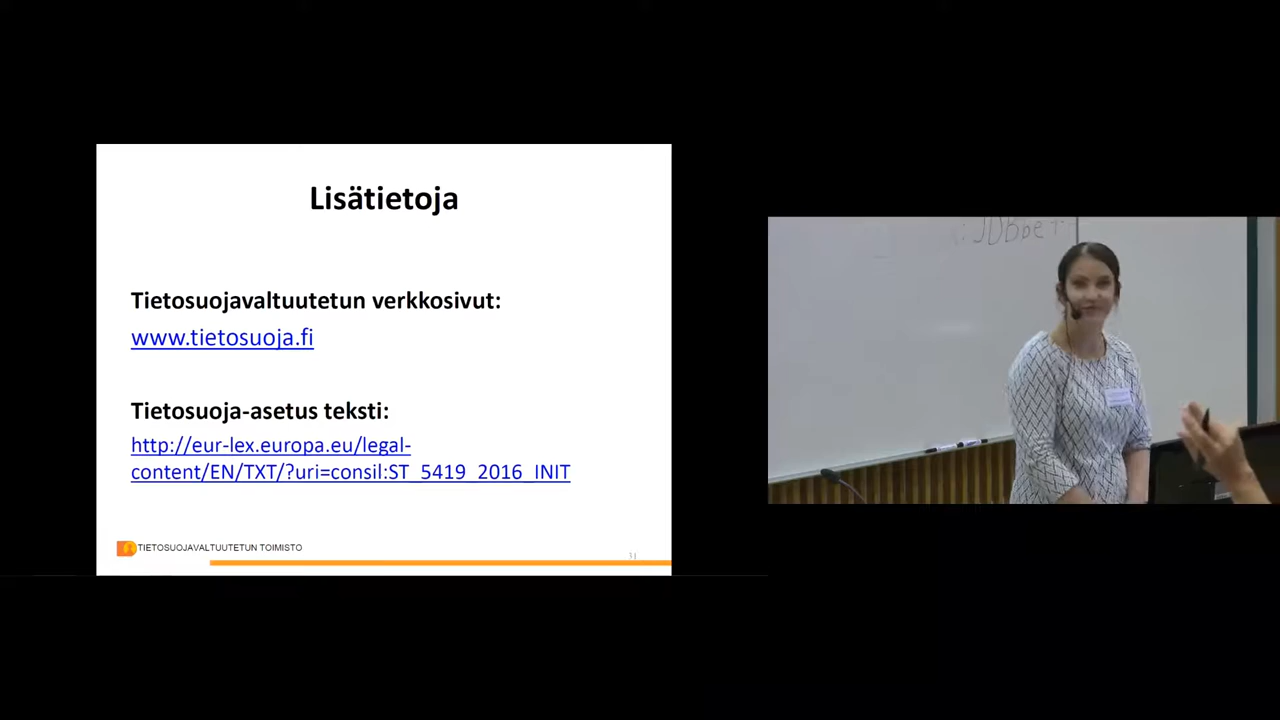 Lisätietoja
Tietosuojavaltuutetun verkkosivut:
www.tietosuoja.fi
Tietosuoja-asetus teksti:
http://eur-lex.europa.eu/legal-
content/EN/TXT/?uri=consil:ST_5419_2016_INIT
TIETOSUOJAVALTUUTETUN TOIMISTO
31